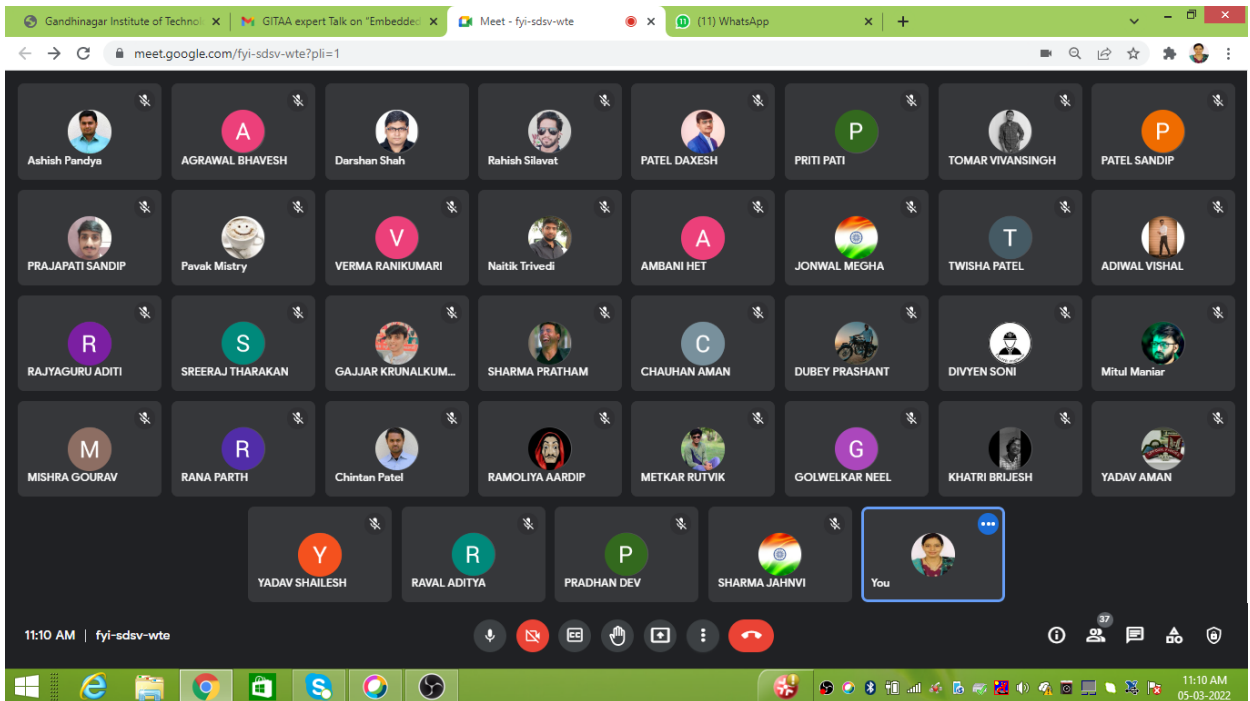 Gandhinagar Institute of Technolo
GITAA expert Talk on "Embedded
Meet - fyi-sdsv-wte
(11) WhatsApp
meet.google.com/fyi-sdsv-wte?pli=1
Ashish Pandya
A
AGRAWAL BHAVESH
Darshan Shah
Rahish Silavat
PATEL DAXESH
P
PRITI PATI
TOMAR VIVANSINGH
P
PATEL SANDIP
PRAJAPATI SANDIP
Pavak Mistry
V
VERMA RANIKUMARI
Naitik Trivedi
A
AMBANI HET
JONWAL MEGHA
T
TWISHA PATEL
ADIWAL VISHAL
R
RAJYAGURU ADITI
S
SREERAJ THARAKAN
GAJJAR KRUNALKUM...
SHARMA PRATHAM
C
CHAUHAN AMAN
DUBEY PRASHANT
DIVYEN SONI
Mitul Maniar
M
MISHRA GOURAV
R
RANA PARTH
Chintan Patel
RAMOLIYA AARDIP
METKAR RUTVIK
G
GOLWELKAR NEEL
KHATRI BRIJESH
YADAV AMAN
Y
YADAV SHAILESH
R
RAVAL ADITYA
P
PRADHAN DEV
SHARMA JAHNVI
You
11:10 AM | fyi-sdsv-wte
CC
37
11:10 AM
05-03-2022